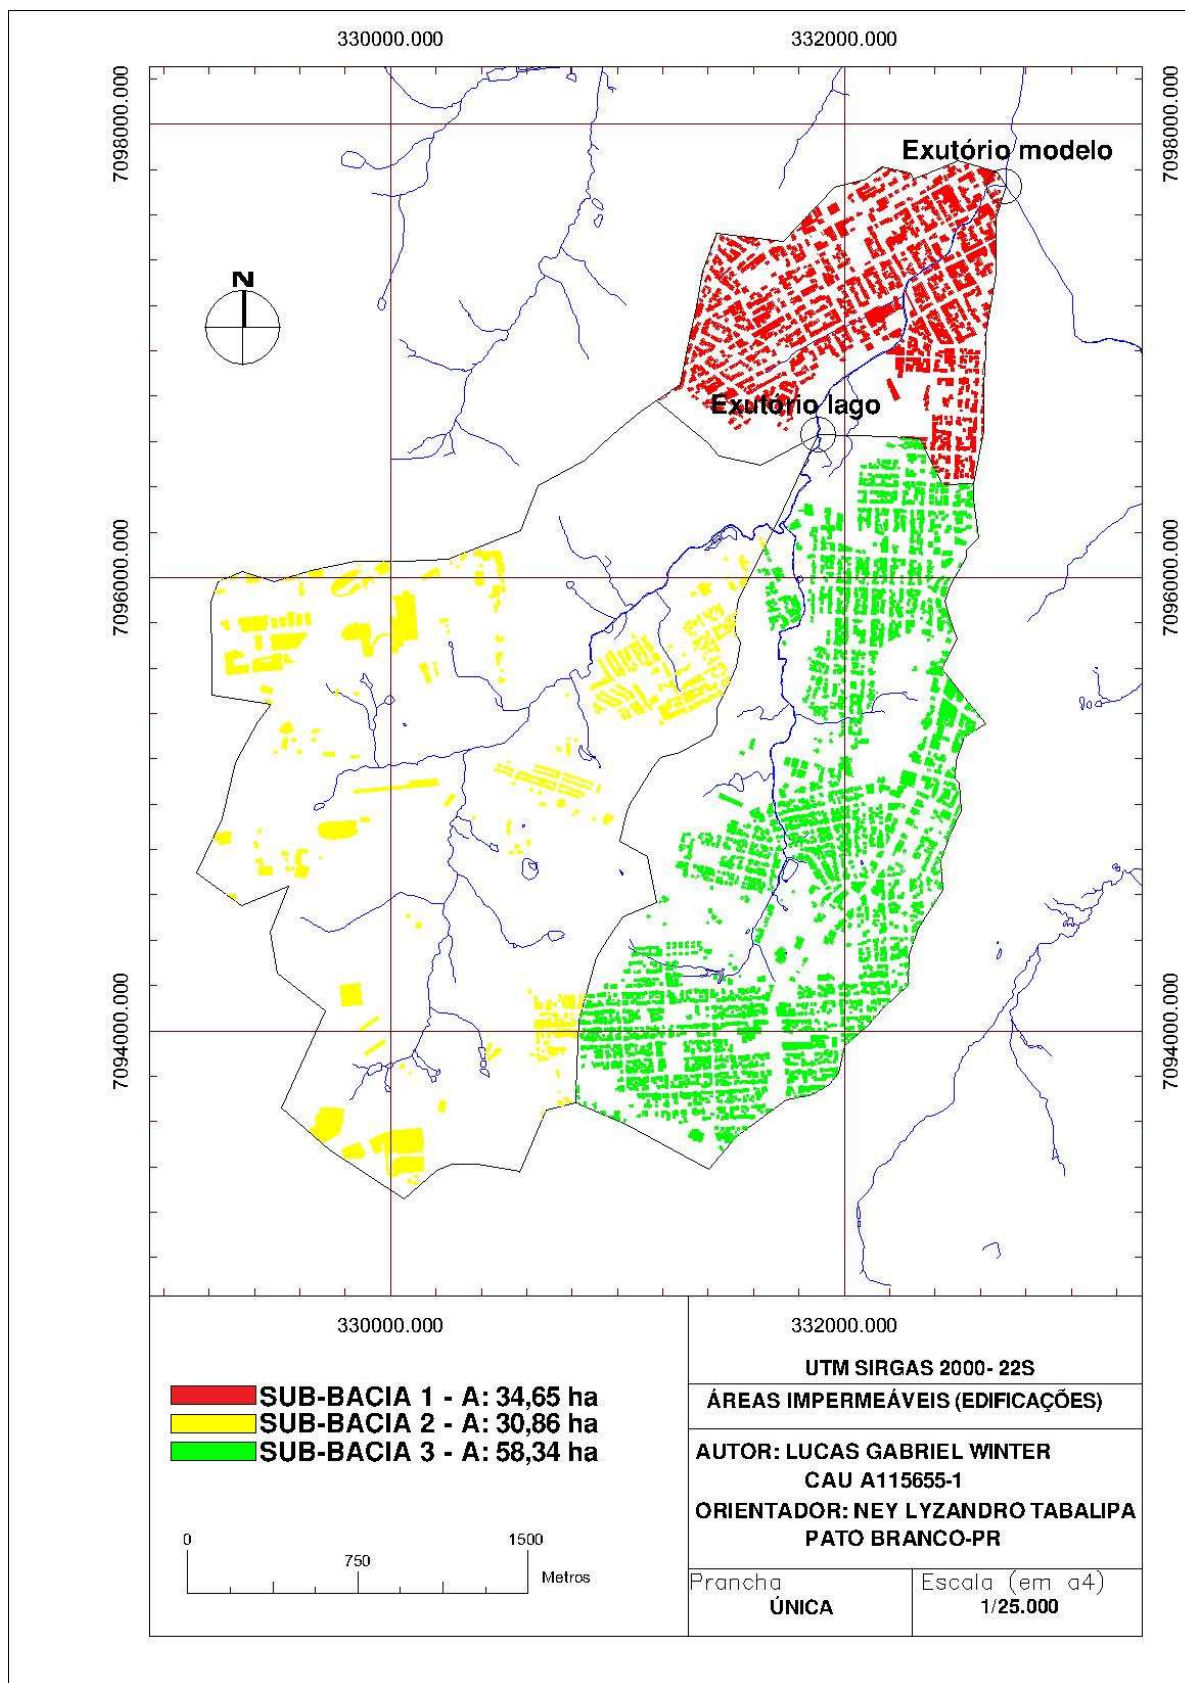 330000.000
332000.000
7098000.000
7098000.000
Exutório modelo
N
Exutório lago
7096000.000
7096000.000
7094000.000
7094000.000
330000.000
332000.000
SUB-BACIA 1 - A: 34,65 ha
SUB-BACIA 2 - A: 30,86 ha
SUB-BACIA 3 - A: 58,34 ha
0
750
1500
Metros
UTM SIRGAS 2000- 22S
ÁREAS IMPERMEÁVEIS (EDIFICAÇÕES)
AUTOR: LUCAS GABRIEL WINTER
CAU A115655-1
ORIENTADOR: NEY LYZANDRO TABALIPA
PATO BRANCO-PR
Prancha
ÚNICA
Escala (em a4)
1/25.000